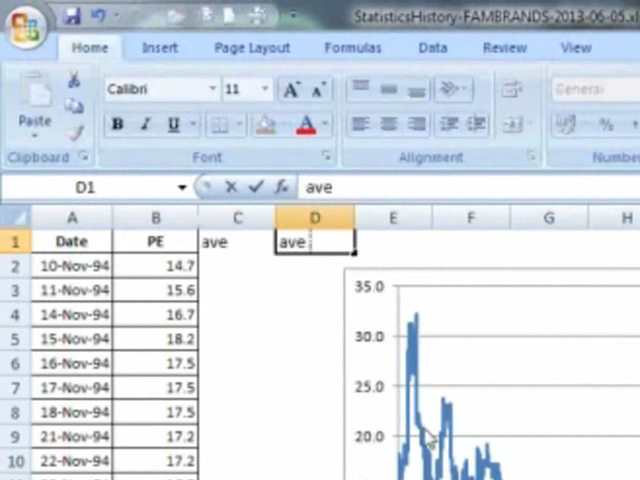 StatisticsHistory-FAMBRANDS-2013-06-05.xl
Home Insert Page Layout Formulas Data Review View
Calibri 11 A A General
Paste B I U A %
Clipboard Font Alignment Number
D1 fx ave
A B C D E F G H
1 Date PE ave ave
2 10-Nov-94 14.7
3 11-Nov-94 15.6
4 14-Nov-94 16.7
5 15-Nov-94 18.2
6 16-Nov-94 17.5
7 17-Nov-94 17.5
8 18-Nov-94 17.5
9 21-Nov-94 17.2
10 22-Nov-94 17.2
35.0
30.0
25.0
20.0